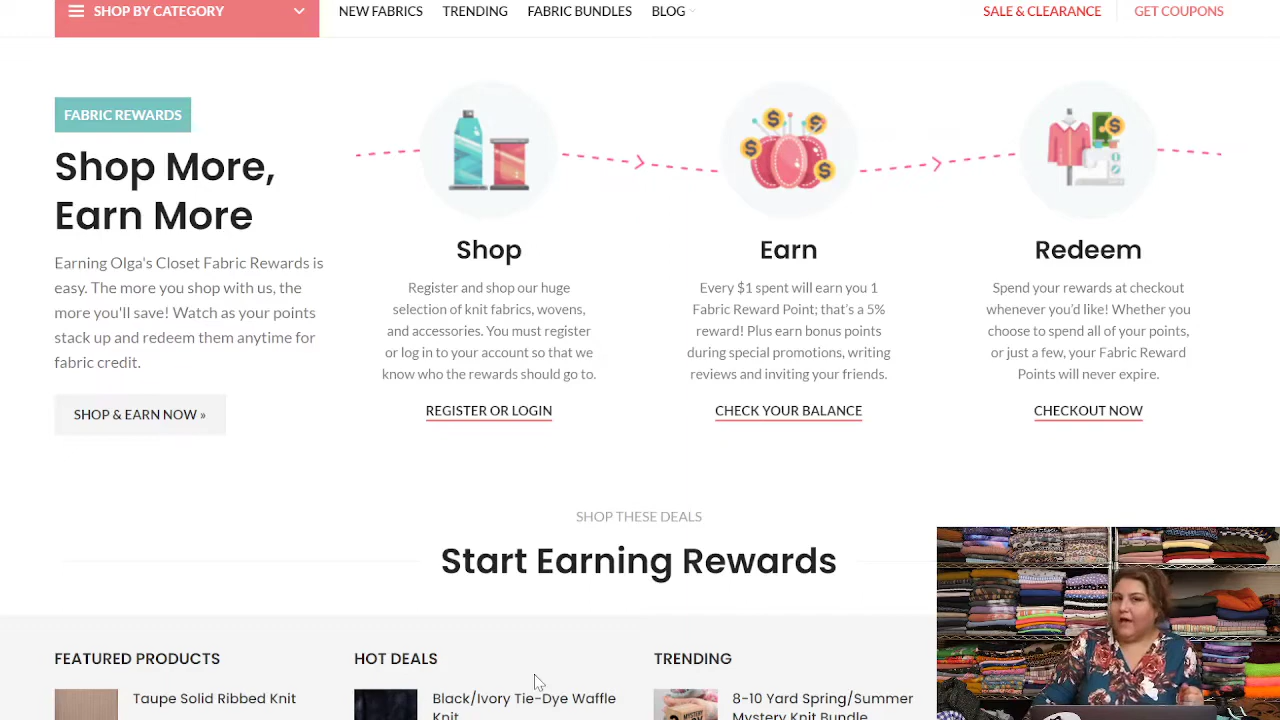 SHOP BY CATEGORY
NEW FABRICS
TRENDING
FABRIC BUNDLES
BLOG
SALE & CLEARANCE
GET COUPONS
FABRIC REWARDS
Shop More,
Earn More
Earning Olga's Closet Fabric Rewards is
easy. The more you shop with us, the
more you'll save! Watch as your points
stack up and redeem them anytime for
fabric credit.
SHOP & EARN NOW »
Shop
Register and shop our huge
selection of knit fabrics, wovens,
and accessories. You must register
or log in to your account so that we
know who the rewards should go to.
REGISTER OR LOGIN
Earn
Every $1 spent will earn you 1
Fabric Reward Point; that's a 5%
reward! Plus earn bonus points
during special promotions, writing
reviews and inviting your friends.
CHECK YOUR BALANCE
Redeem
Spend your rewards at checkout
whenever you'd like! Whether you
choose to spend all of your points,
or just a few, your Fabric Reward
Points will never expire.
CHECKOUT NOW
SHOP THESE DEALS
Start Earning Rewards
FEATURED PRODUCTS
Taupe Solid Ribbed Knit
HOT DEALS
Black/Ivory Tie-Dye Waffle
Knit
TRENDING
8-10 Yard Spring/Summer
Mystery Knit Bundle